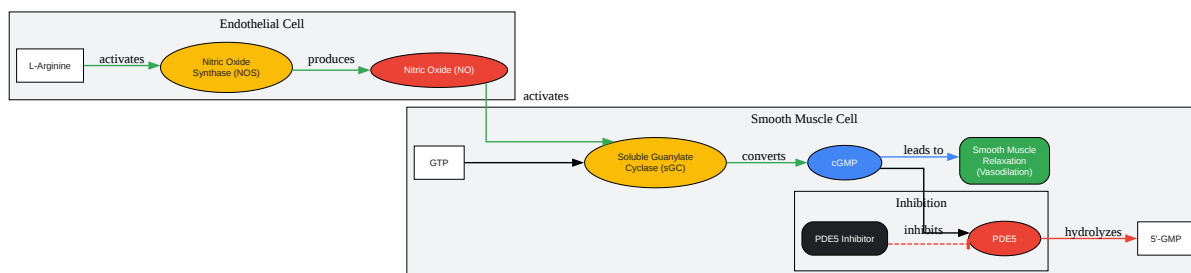 Endothelial Cell
L-Arginine
activates
Nitric Oxide
Synthase (NOS)
produces
Nitric Oxide (NO)
activates
Smooth Muscle Cell
GTP
Soluble Guanylate
Cyclase (sGC)
converts
cGMP
leads to
Smooth Muscle
Relaxation
(Vasodilation)
Inhibition
PDE5 Inhibitor
inhibits
PDE5
hydrolyzes
5'-GMP